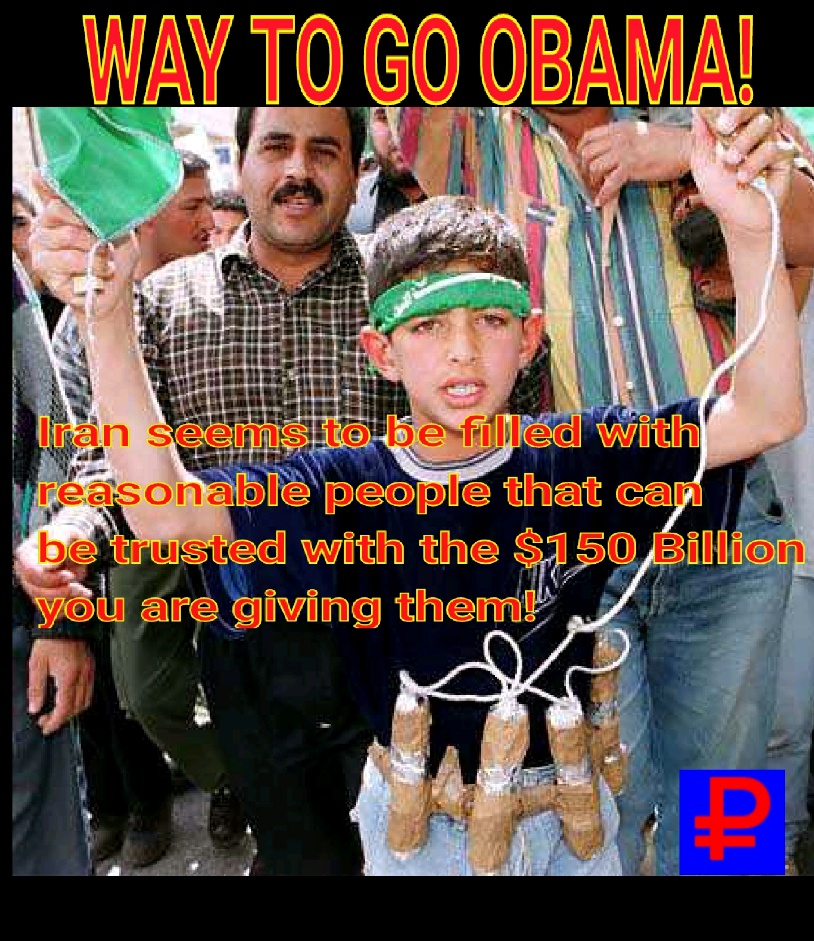 WAY TO GO OBAMA!
Iran seems to be filled with
reasonable people that can
be trusted with the $150 Billion
you are giving them!